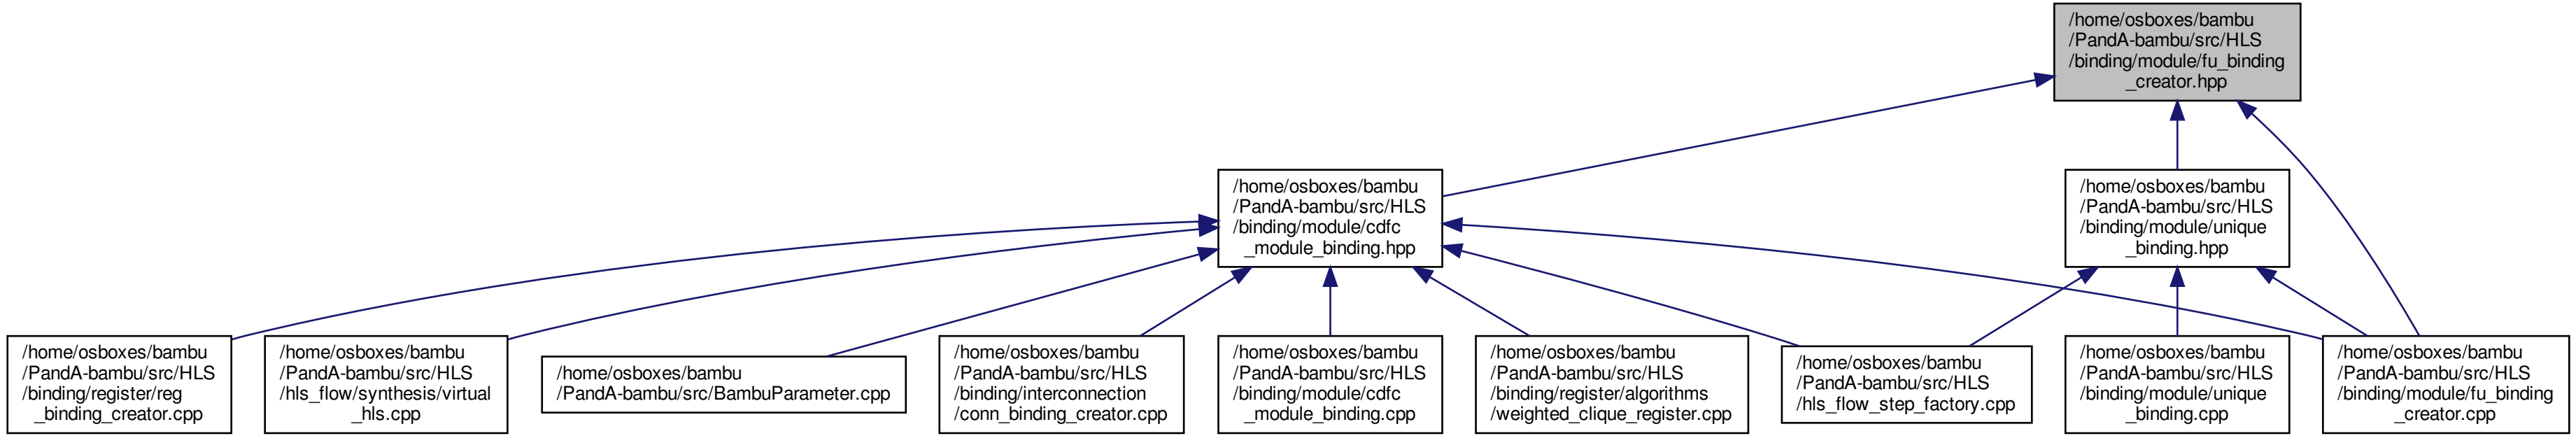 /home/osboxes/bambu
/PandA-bambu/src/HLS
/binding/module/fu_binding
_creator.hpp
/home/osboxes/bambu
/PandA-bambu/src/HLS
/binding/module/cdfc
_module_binding.hpp
/home/osboxes/bambu
/PandA-bambu/src/HLS
/binding/module/unique
_binding.hpp
/home/osboxes/bambu
/PandA-bambu/src/HLS
/binding/register/reg
_binding_creator.cpp
/home/osboxes/bambu
/PandA-bambu/src/HLS
/hls_flow/synthesis/virtual
_hls.cpp
/home/osboxes/bambu
/PandA-bambu/src/BambuParameter.cpp
/home/osboxes/bambu
/PandA-bambu/src/HLS
/binding/interconnection
/conn_binding_creator.cpp
/home/osboxes/bambu
/PandA-bambu/src/HLS
/binding/module/cdfc
_module_binding.cpp
/home/osboxes/bambu
/PandA-bambu/src/HLS
/binding/register/algorithms
/weighted_clique_register.cpp
/home/osboxes/bambu
/PandA-bambu/src/HLS
/hls_flow_step_factory.cpp
/home/osboxes/bambu
/PandA-bambu/src/HLS
/binding/module/unique
_binding.cpp
/home/osboxes/bambu
/PandA-bambu/src/HLS
/binding/module/fu_binding
_creator.cpp